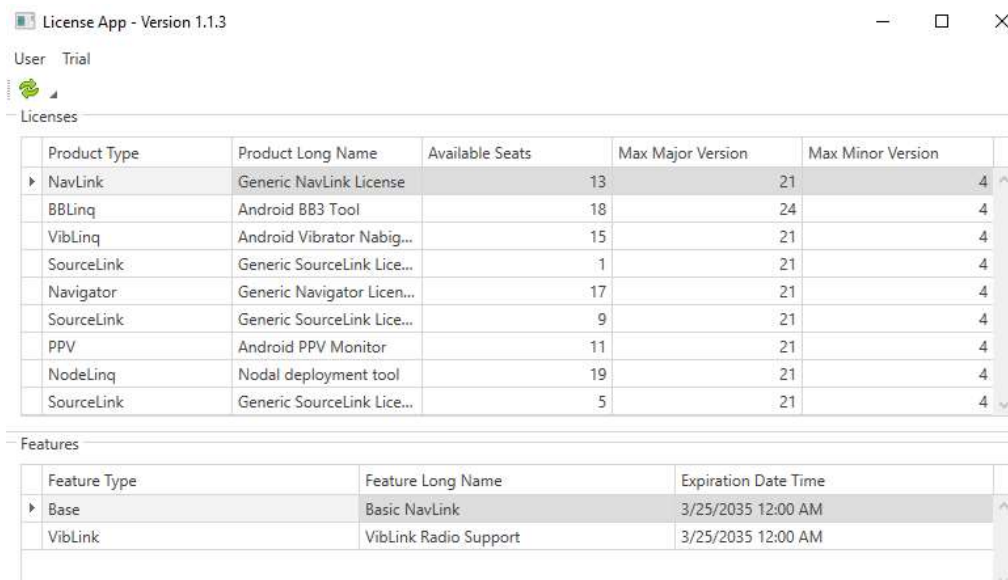 License App - Version 1.1.3
User Trial
Licenses
Product Type Product Long Name Available Seats Max Major Version Max Minor Version
NavLink Generic NavLink License 13 21 4
BBLinq Android BB3 Tool 18 24 4
VibLinq Android Vibrator Nabig... 15 21 4
SourceLink Generic SourceLink Lice... 1 21 4
Navigator Generic Navigator Licen... 17 21 4
SourceLink Generic SourceLink Lice... 9 21 4
PPV Android PPV Monitor 11 21 4
NodeLinq Nodal deployment tool 19 21 4
SourceLink Generic SourceLink Lice... 5 21 4
Features
Feature Type Feature Long Name Expiration Date Time
Base Basic NavLink 3/25/2035 12:00 AM
VibLink VibLink Radio Support 3/25/2035 12:00 AM